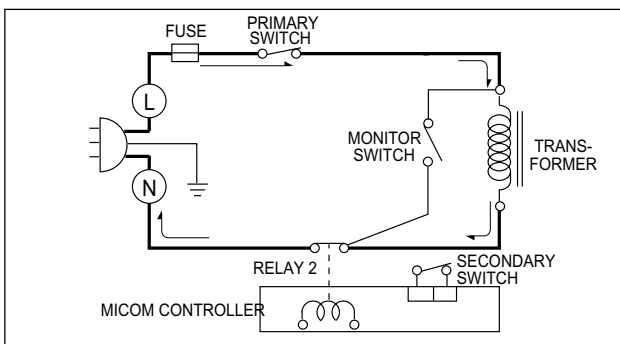 PRIMARY
SWITCH
FUSE
L
MONITOR
SWITCH
TRANS-
FORMER
N
RELAY 2
SECONDARY
SWITCH
MICOM CONTROLLER